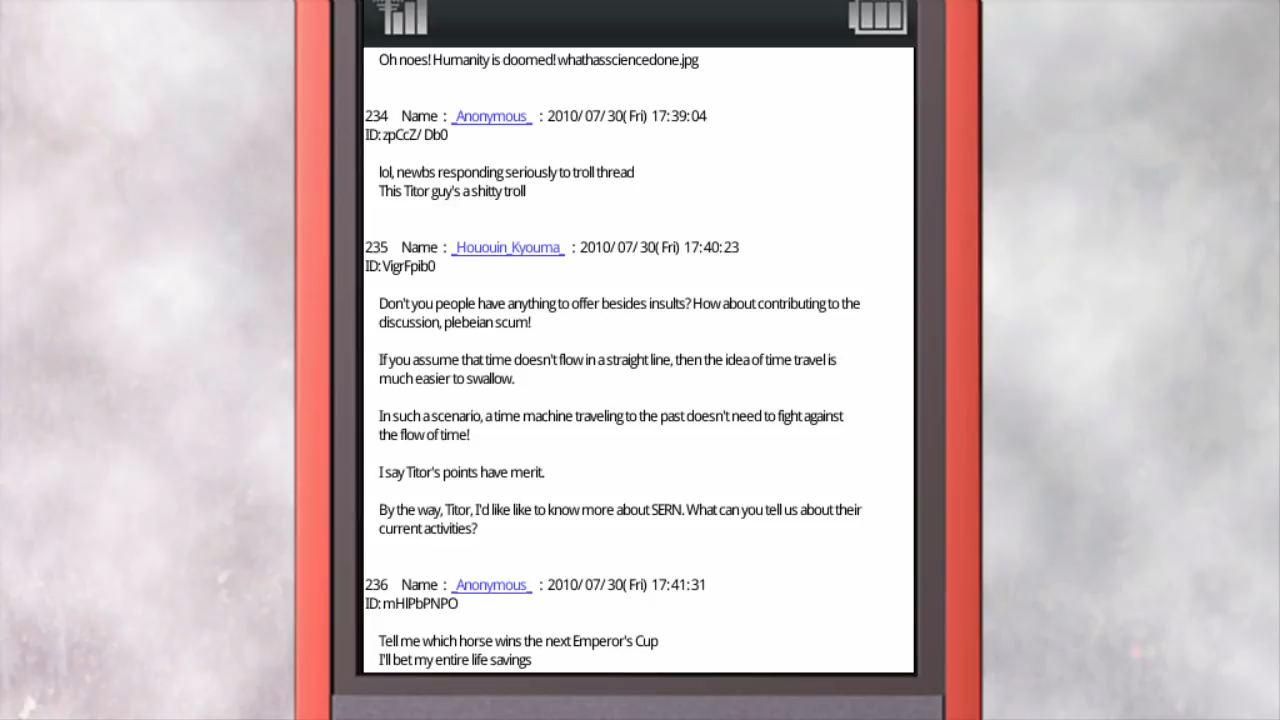 Oh noes! Humanity is doomed! whathassciencedone.jpg
234 Name : _Anonymous_ : 2010/07/30(Fri) 17:39:04
ID:zpCcZ/Db0
lol, newbs responding seriously to troll thread
This Titor guy's a shitty troll
235 Name : _Hououin_Kyouma_ : 2010/07/30(Fri) 17:40:23
ID:VigrFpib0
Don't you people have anything to offer besides insults? How about contributing to the
discussion, plebeian scum!
If you assume that time doesn't flow in a straight line, then the idea of time travel is
much easier to swallow.
In such a scenario, a time machine traveling to the past doesn't need to fight against
the flow of time!
I say Titor's points have merit.
By the way, Titor, I'd like like to know more about SERN. What can you tell us about their
current activities?
236 Name : _Anonymous_ : 2010/07/30(Fri) 17:41:31
ID:mHlPbPNPO
Tell me which horse wins the next Emperor's Cup
I'll bet my entire life savings